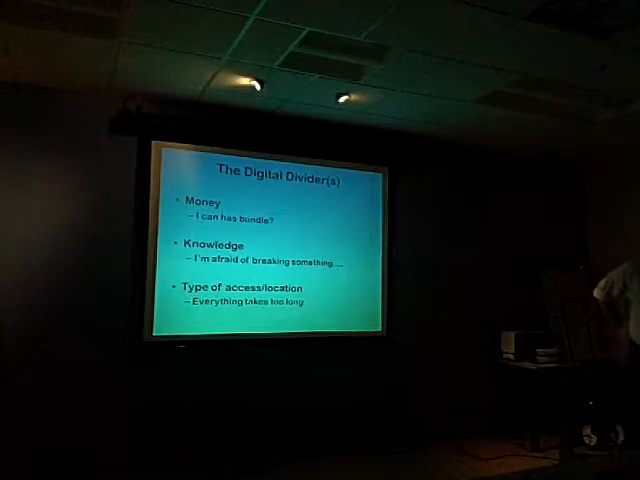 The Digital Divider(s)
• Money
– I can has bundle?
• Knowledge
– I'm afraid of breaking something ...
• Type of access/location
– Everything takes too long